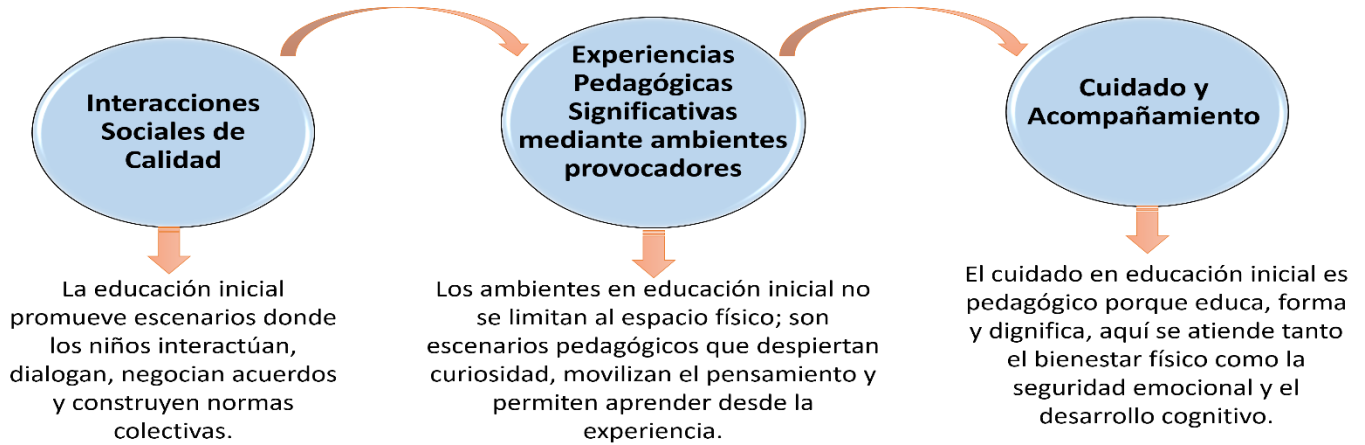 Interacciones
Sociales de
Calidad
Experiencias
Pedagógicas
Significativas
mediante ambientes
provocadores
Cuidado y
Acompañamiento
La educación inicial
promueve escenarios donde
los niños interactúan,
dialogan, negocian acuerdos
y construyen normas
colectivas.
Los ambientes en educación inicial no
se limitan al espacio físico; son
escenarios pedagógicos que despiertan
curiosidad, movilizan el pensamiento y
permiten aprender desde la
experiencia.
El cuidado en educación inicial es
pedagógico porque educa, forma
y dignifica, aquí se atiende tanto
el bienestar físico como la
seguridad emocional y el
desarrollo cognitivo.